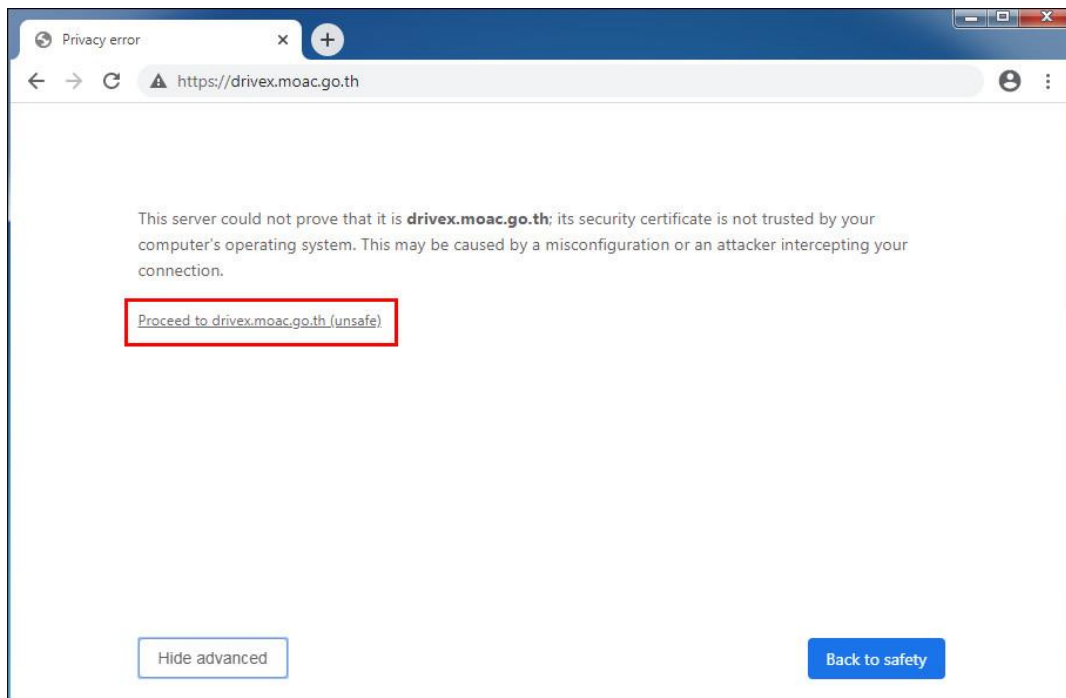 Privacy error
https://drivex.moac.go.th
This server could not prove that it is drivex.moac.go.th; its security certificate is not trusted by your
computer's operating system. This may be caused by a misconfiguration or an attacker intercepting your
connection.
Proceed to drivex.moac.go.th (unsafe)
Hide advanced
Back to safety